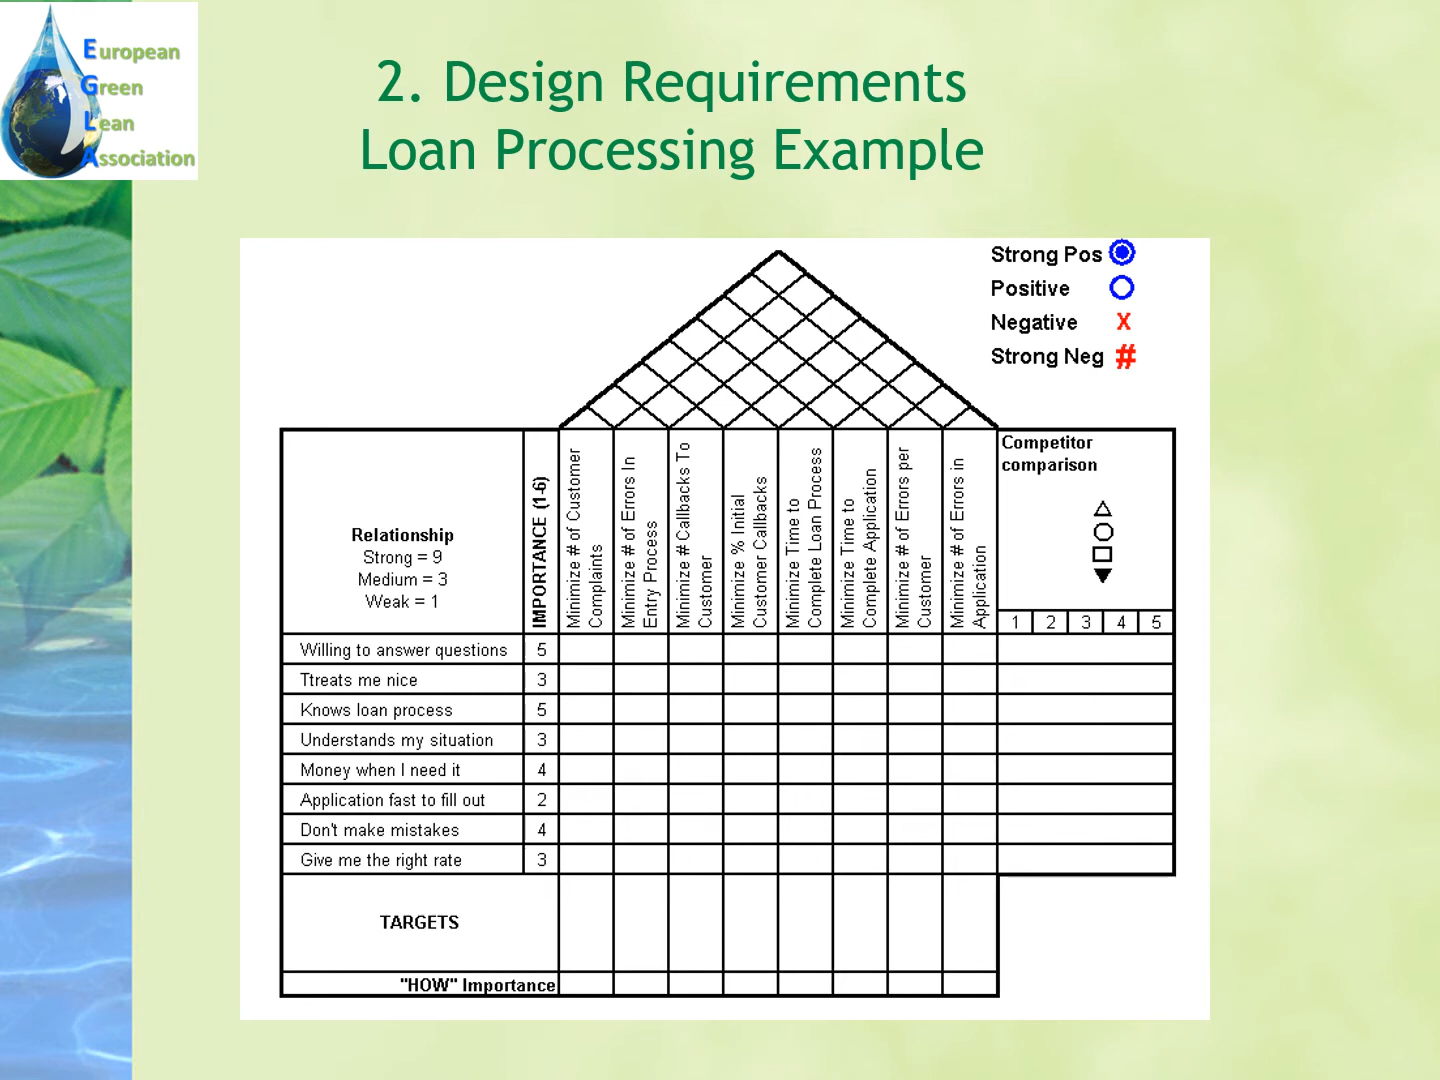 European
Green
Lean
Association
2. Design Requirements
Loan Processing Example
Strong Pos
Positive
Negative X
Strong Neg #
Relationship
Strong = 9
Medium = 3
Weak = 1
IMPORTANCE (1-6)
Minimize # of Customer
Complaints
Minimize # of Errors In
Entry Process
Minimize # Callbacks To
Customer
Minimize % Initial
Customer Callbacks
Minimize Time to
Complete Loan Process
Minimize Time to
Complete Application
Minimize # of Errors per
Customer
Minimize # of Errors in
Application
Competitor
comparison
1 2 3 4 5
Willing to answer questions 5
Ttreats me nice 3
Knows loan process 5
Understands my situation 3
Money when I need it 4
Application fast to fill out 2
Don't make mistakes 4
Give me the right rate 3
TARGETS
"HOW" Importance